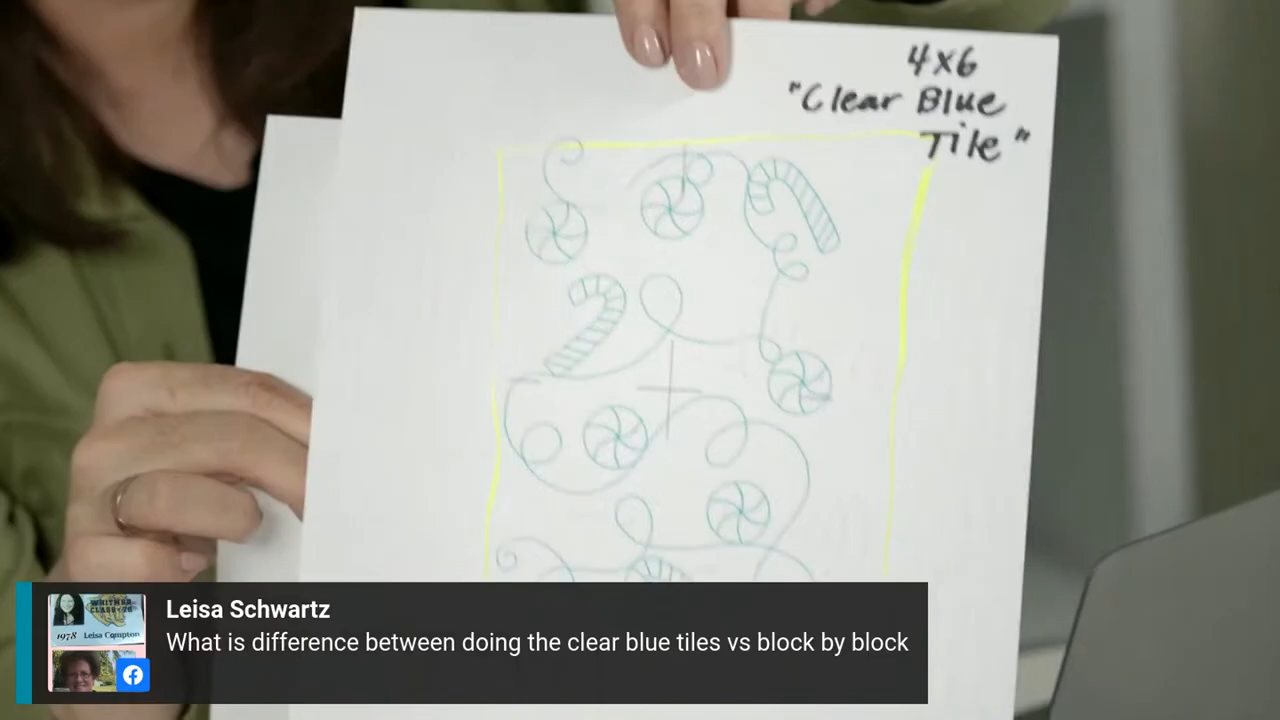 4x6
"Clear Blue
Tile"
Leisa Schwartz
What is difference between doing the clear blue tiles vs block by block
WHITMER
1978 Leisa Compton